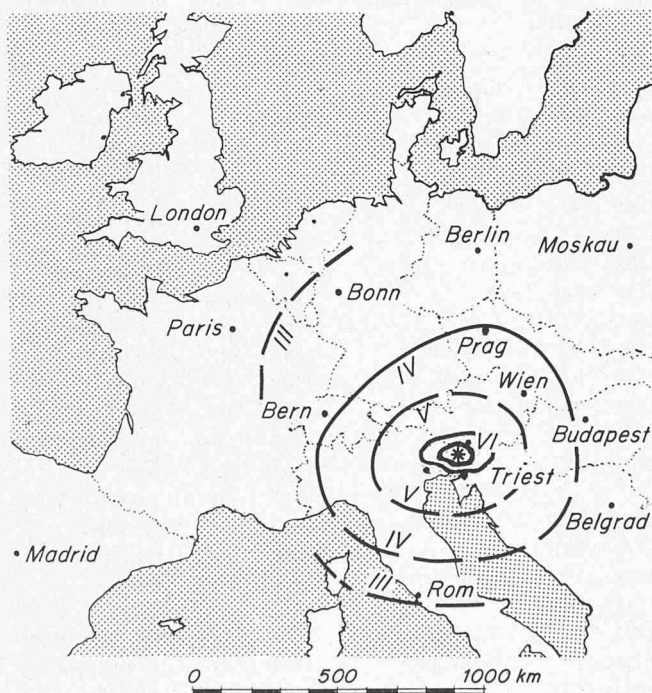 London
Berlin
Moskau
Bonn
Paris
III
Prag
IV
Wien
Bern
V
VI
Budapest
Triest
V
Belgrad
IV
Madrid
III
Rom
0 500 1000 km